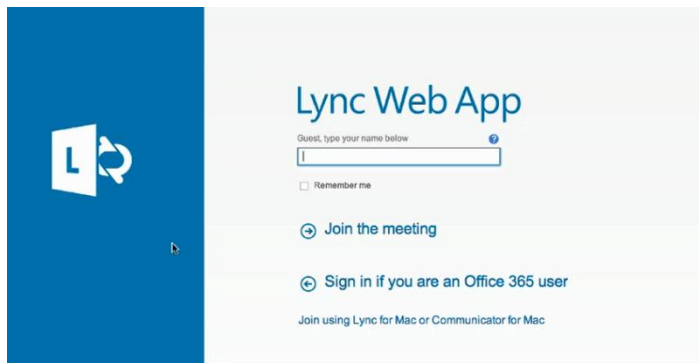 L
Lync Web App
Guest, type your name below
Remember me
Join the meeting
Sign in if you are an Office 365 user
Join using Lync for Mac or Communicator for Mac